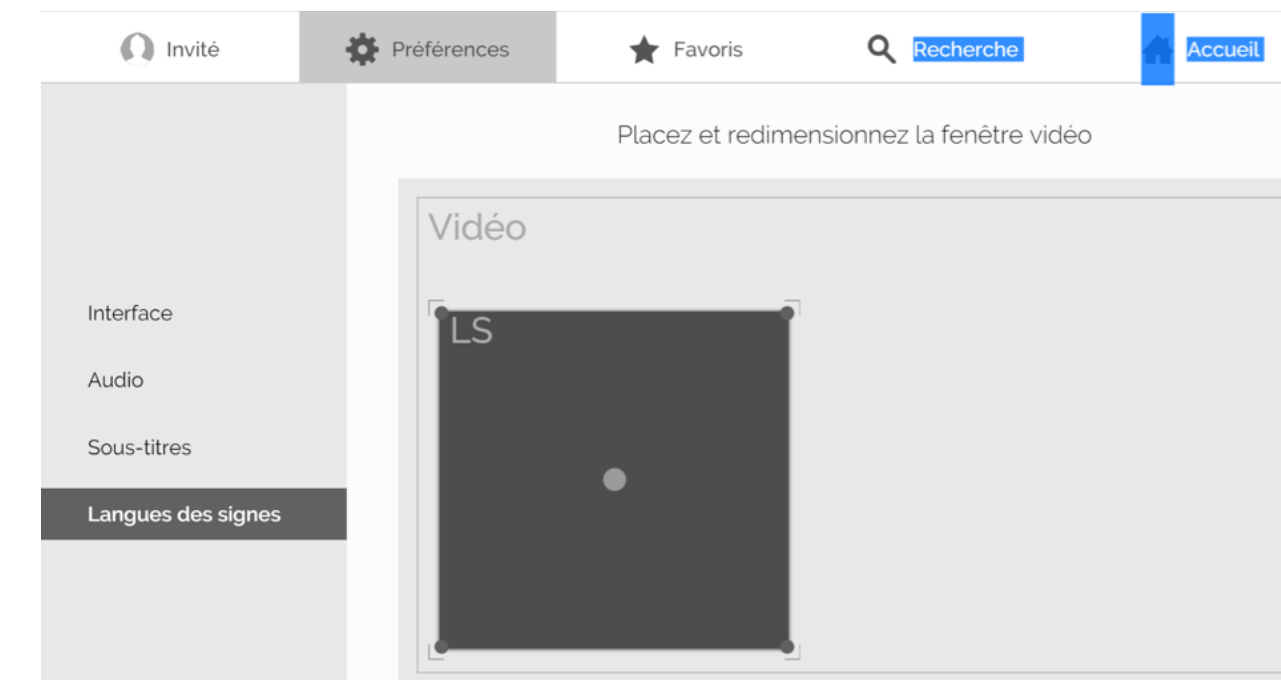 Invité Préférences Favoris Recherche Accueil
Placez et redimensionnez la fenêtre vidéo
Vidéo
LS
Interface
Audio
Sous-titres
Langues des signes